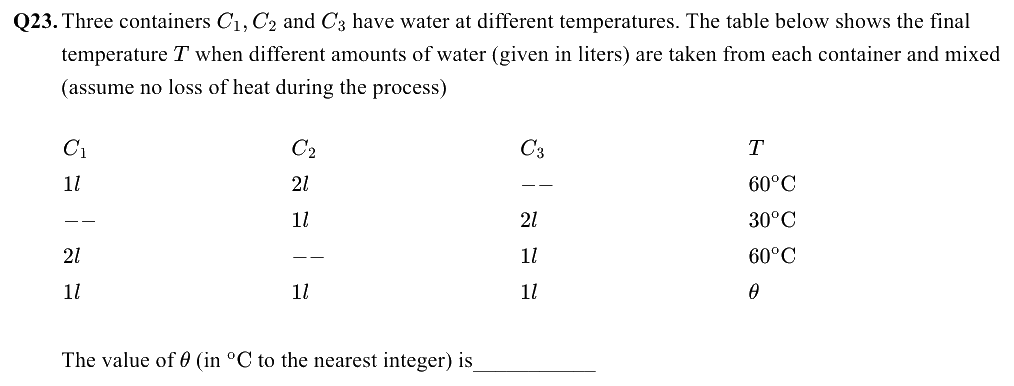 Q23. Three containers C₁, C₂ and C₃ have water at different temperatures. The table below shows the final
temperature T when different amounts of water (given in liters) are taken from each container and mixed
(assume no loss of heat during the process)
C₁ C₂ C₃ T
1l 2l −− 60°C
−− 1l 2l 30°C
2l −− 1l 60°C
1l 1l 1l θ
The value of θ (in °C to the nearest integer) is___________